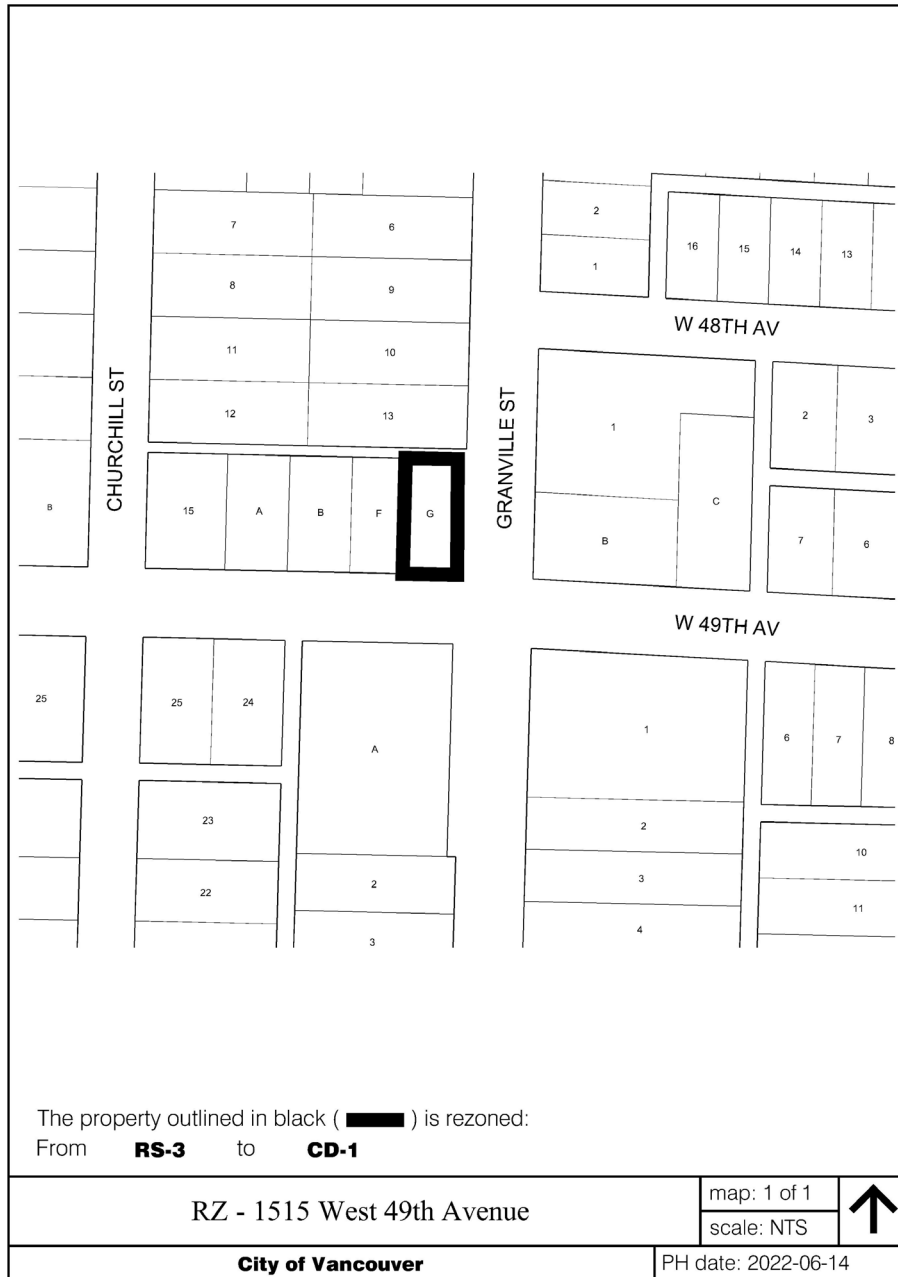 2
7
6
16
15
14
13
1
8
9
W 48TH AV
11
10
CHURCHILL ST
GRANVILLE ST
12
13
1
2
3
B
15
A
B
F
G
C
B
7
6
W 49TH AV
25
25
24
A
1
6
7
8
23
2
10
22
2
3
11
3
4
The property outlined in black ( ) is rezoned:
From RS-3 to CD-1
RZ - 1515 West 49th Avenue
map: 1 of 1
scale: NTS
City of Vancouver
PH date: 2022-06-14